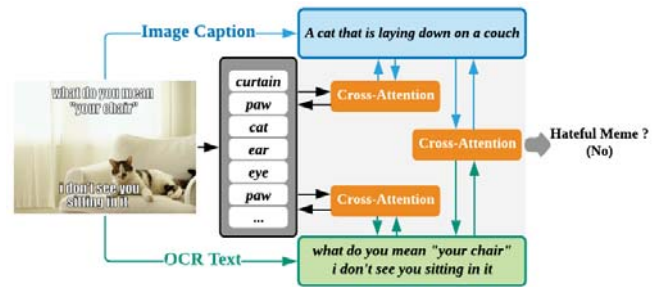 Image Caption
A cat that is laying down on a couch
what do you mean
"your chair"
i don't see you
sitting in it
curtain
paw
cat
ear
eye
paw
...
Cross-Attention
Cross-Attention
Cross-Attention
Hateful Meme ?
(No)
OCR Text
what do you mean "your chair"
i don't see you sitting in it